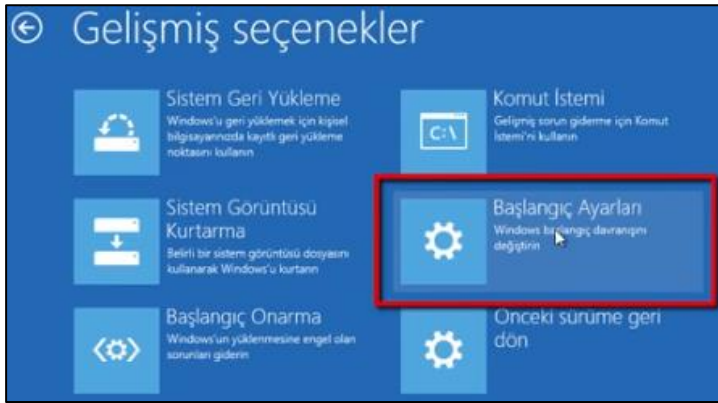 Gelişmiş seçenekler
Sistem Geri Yükleme
Windows'u geri yüklemek için kişisel
bilgisayarınızda kayıtlı geri yükleme
noktasını kullanın
Komut İstemi
Gelişmiş sorun giderme için Komut
İstemi'ni kullanın
C:\
Sistem Görüntüsü
Kurtarma
Belirli bir sistem görüntüsü dosyasını
kullanarak Windows'u kurtarın
Başlangıç Ayarları
Windows başlangıç davranışını
değiştirin
Başlangıç Onarma
Windows'un yüklenmesine engel olan
sorunları giderin
Önceki sürüme geri
dön